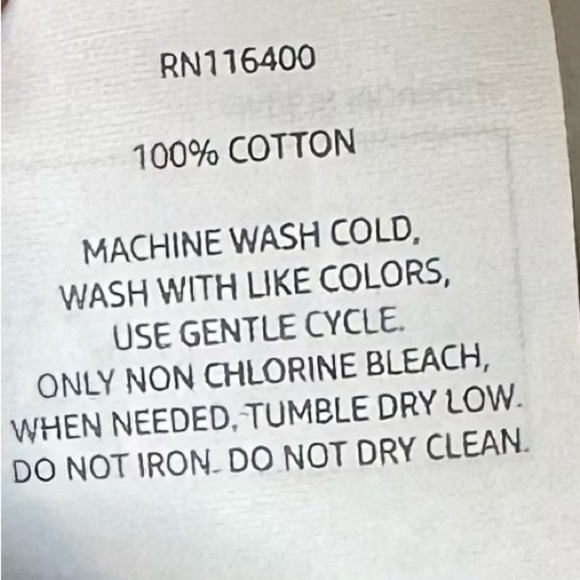 RN116400
100% COTTON
MACHINE WASH COLD,
WASH WITH LIKE COLORS,
USE GENTLE CYCLE.
ONLY NON CHLORINE BLEACH,
WHEN NEEDED, TUMBLE DRY LOW.
DO NOT IRON. DO NOT DRY CLEAN.